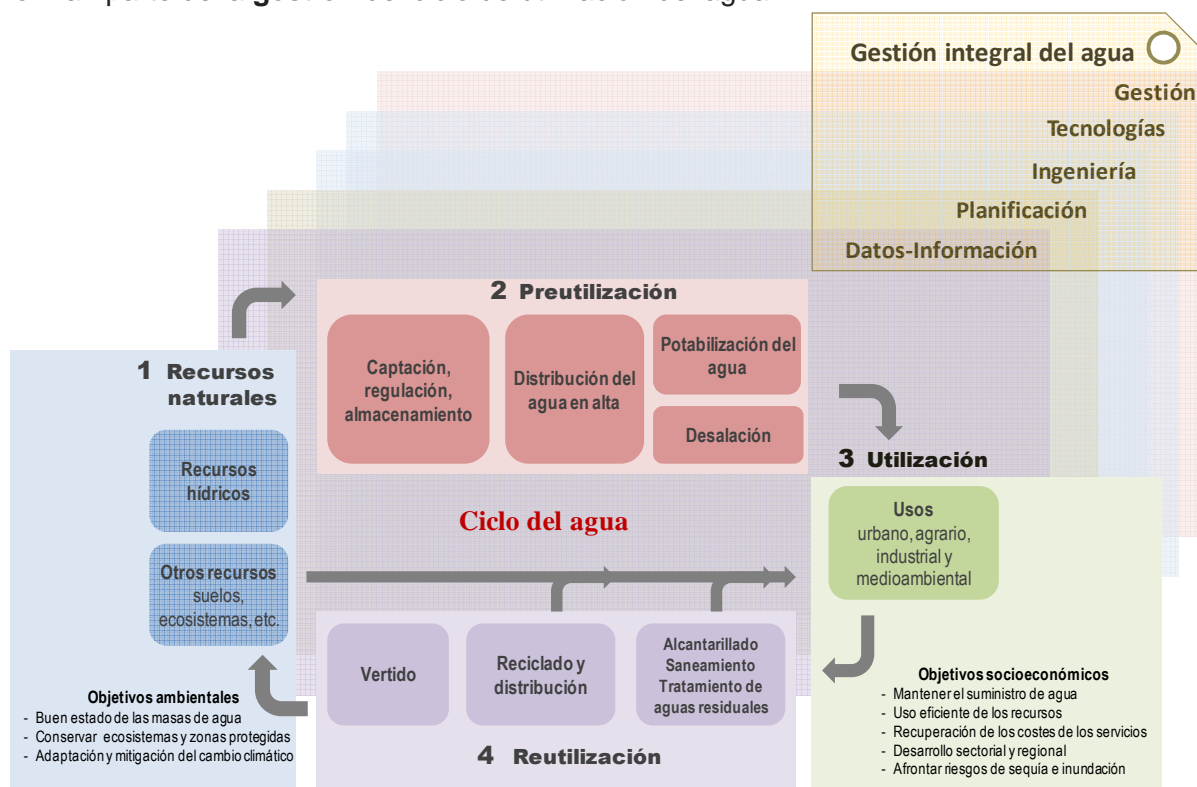 Gestión integral del agua
Gestión
Tecnologías
Ingeniería
Planificación
Datos-Información
2 Preutilización
Captación,
regulación,
almacenamiento
Distribución del
agua en alta
Potabilización del
agua
Desalación
1 Recursos
naturales
Recursos
hídricos
Otros recursos
suelos,
ecosistemas, etc.
Objetivos ambientales
- Buen estado de las masas de agua
- Conservar ecosistemas y zonas protegidas
- Adaptación y mitigación del cambio climático
Ciclo del agua
3 Utilización
Usos
urbano, agrario,
industrial y
medioambiental
Objetivos socioeconómicos
- Mantener el suministro de agua
- Uso eficiente de los recursos
- Recuperación de los costes de los servicios
- Desarrollo sectorial y regional
- Afrontar riesgos de sequía e inundación
Vertido
Reciclado y
distribución
Alcantarillado
Saneamiento
Tratamiento de
aguas residuales
4 Reutilización